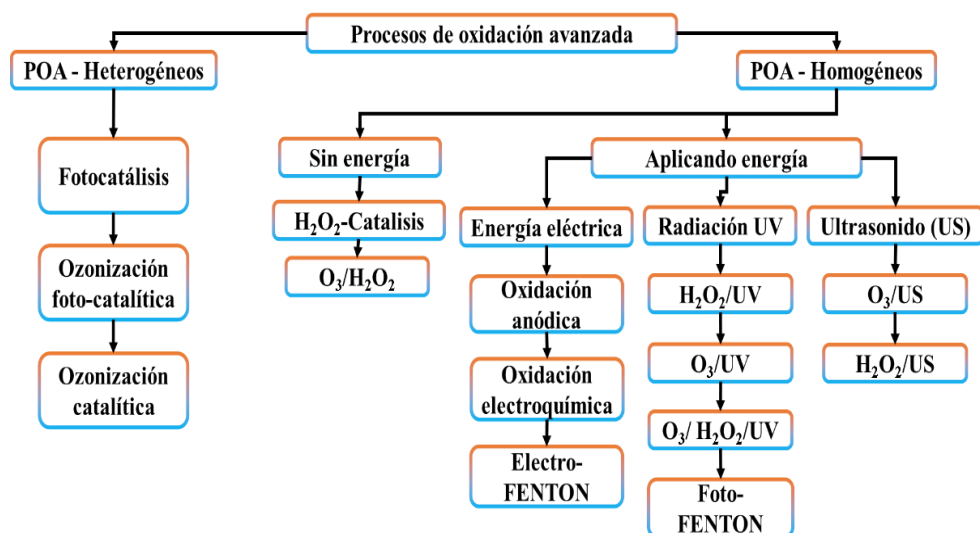 Procesos de oxidación avanzada
POA - Heterogéneos
POA - Homogéneos
Fotocatálisis
Ozonización
foto-catalítica
Ozonización
catalítica
Sin energía
H₂O₂-Catalisis
O₃/H₂O₂
Aplicando energía
Energía eléctrica
Oxidación
anódica
Oxidación
electroquímica
Electro-
FENTON
Radiación UV
H₂O₂/UV
O₃/UV
O₃/ H₂O₂/UV
Foto-
FENTON
Ultrasonido (US)
O₃/US
H₂O₂/US